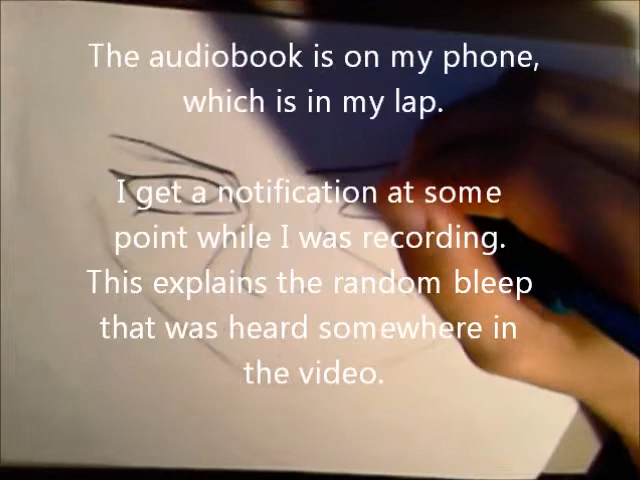 The audiobook is on my phone,
which is in my lap.
I get a notification at some
point while I was recording.
This explains the random bleep
that was heard somewhere in
the video.